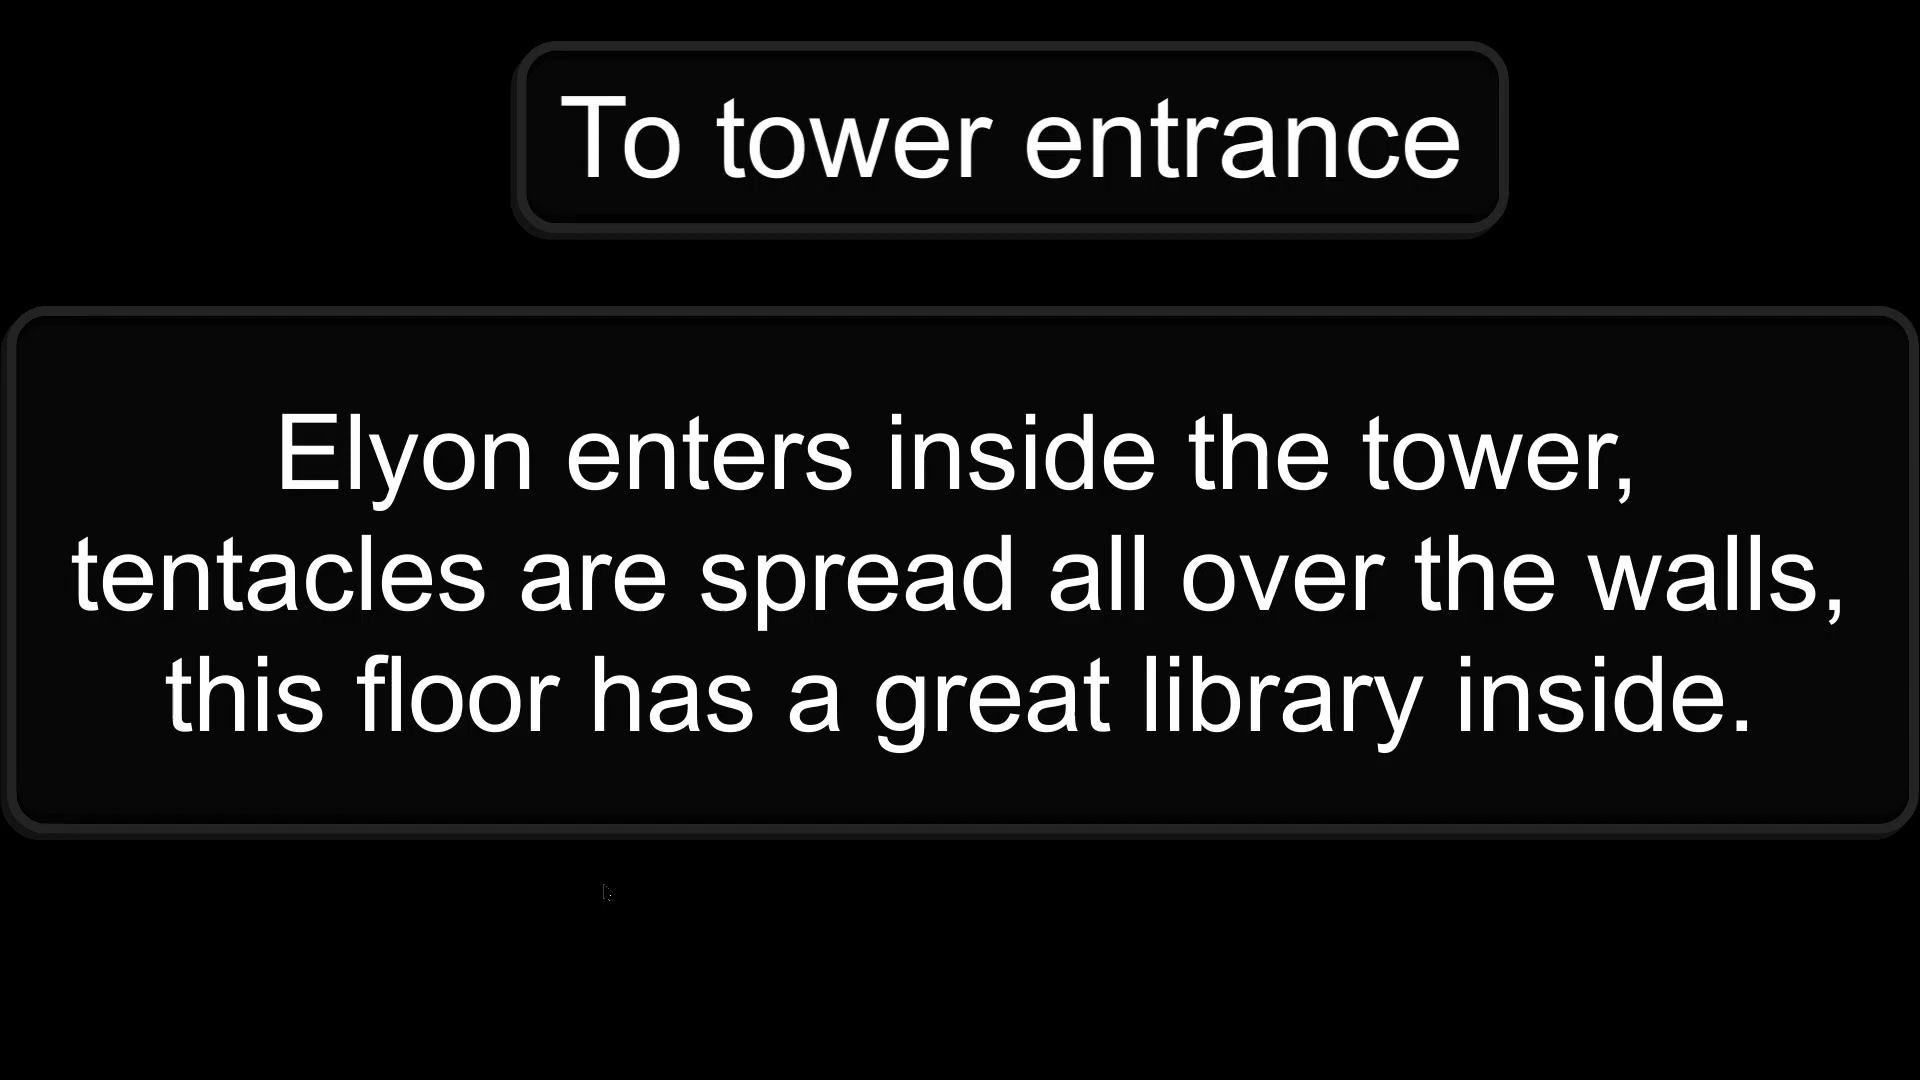 To tower entrance
Elyon enters inside the tower,
tentacles are spread all over the walls,
this floor has a great library inside.